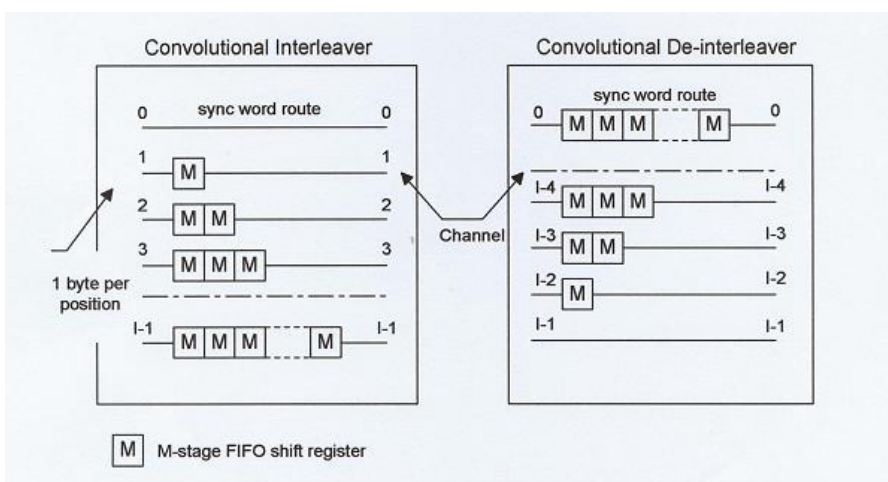 Convolutional Interleaver
0 sync word route 0
1 1
M
2 2
M M
3 3
M M M
I-1 I-1
M M M M
1 byte per
position
Channel
Convolutional De-interleaver
sync word route
0 0
M M M M
I-4 I-4
M M M
I-3 I-3
M M
I-2 I-2
M
I-1 I-1
M M-stage FIFO shift register